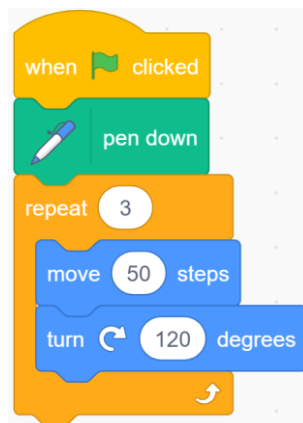 when clicked
pen down
repeat 3
move 50 steps
turn 120 degrees